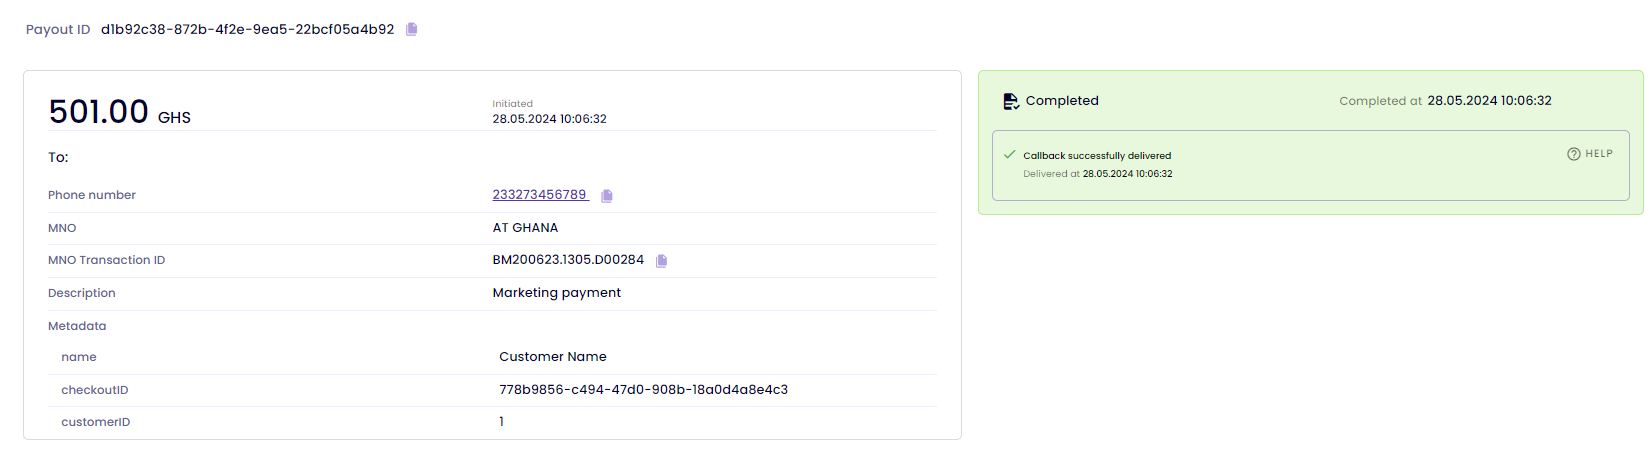 Payout ID d1b92c38-872b-4f2e-9ea5-22bcf05a4b92
501.00 GHS
Initiated
28.05.2024 10:06:32
To:
Phone number 233273456789
MNO AT GHANA
MNO Transaction ID BM200623.1305.D00284
Description Marketing payment
Metadata
name Customer Name
checkoutID 778b9856-c494-47d0-908b-18a0d4a8e4c3
customerID 1
Completed Completed at 28.05.2024 10:06:32
Callback successfully delivered HELP
Delivered at 28.05.2024 10:06:32